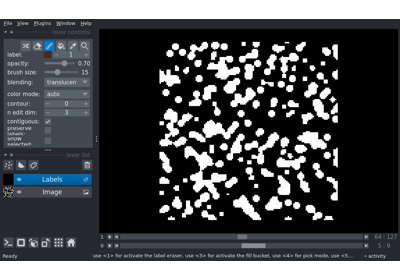 File View Plugins Window Help
layer controls
label: 1
opacity: 0.70
brush size: 15
blending: translucen
color mode: auto
contour: 0
n edit dim: 3
contiguous:
preserve labels:
show selected:
layer list
Labels
Image
1 64 127
0 5 9
Ready use <1> for activate the label eraser, use <3> for activate the fill bucket, use <4> for pick mode, use <5... activity